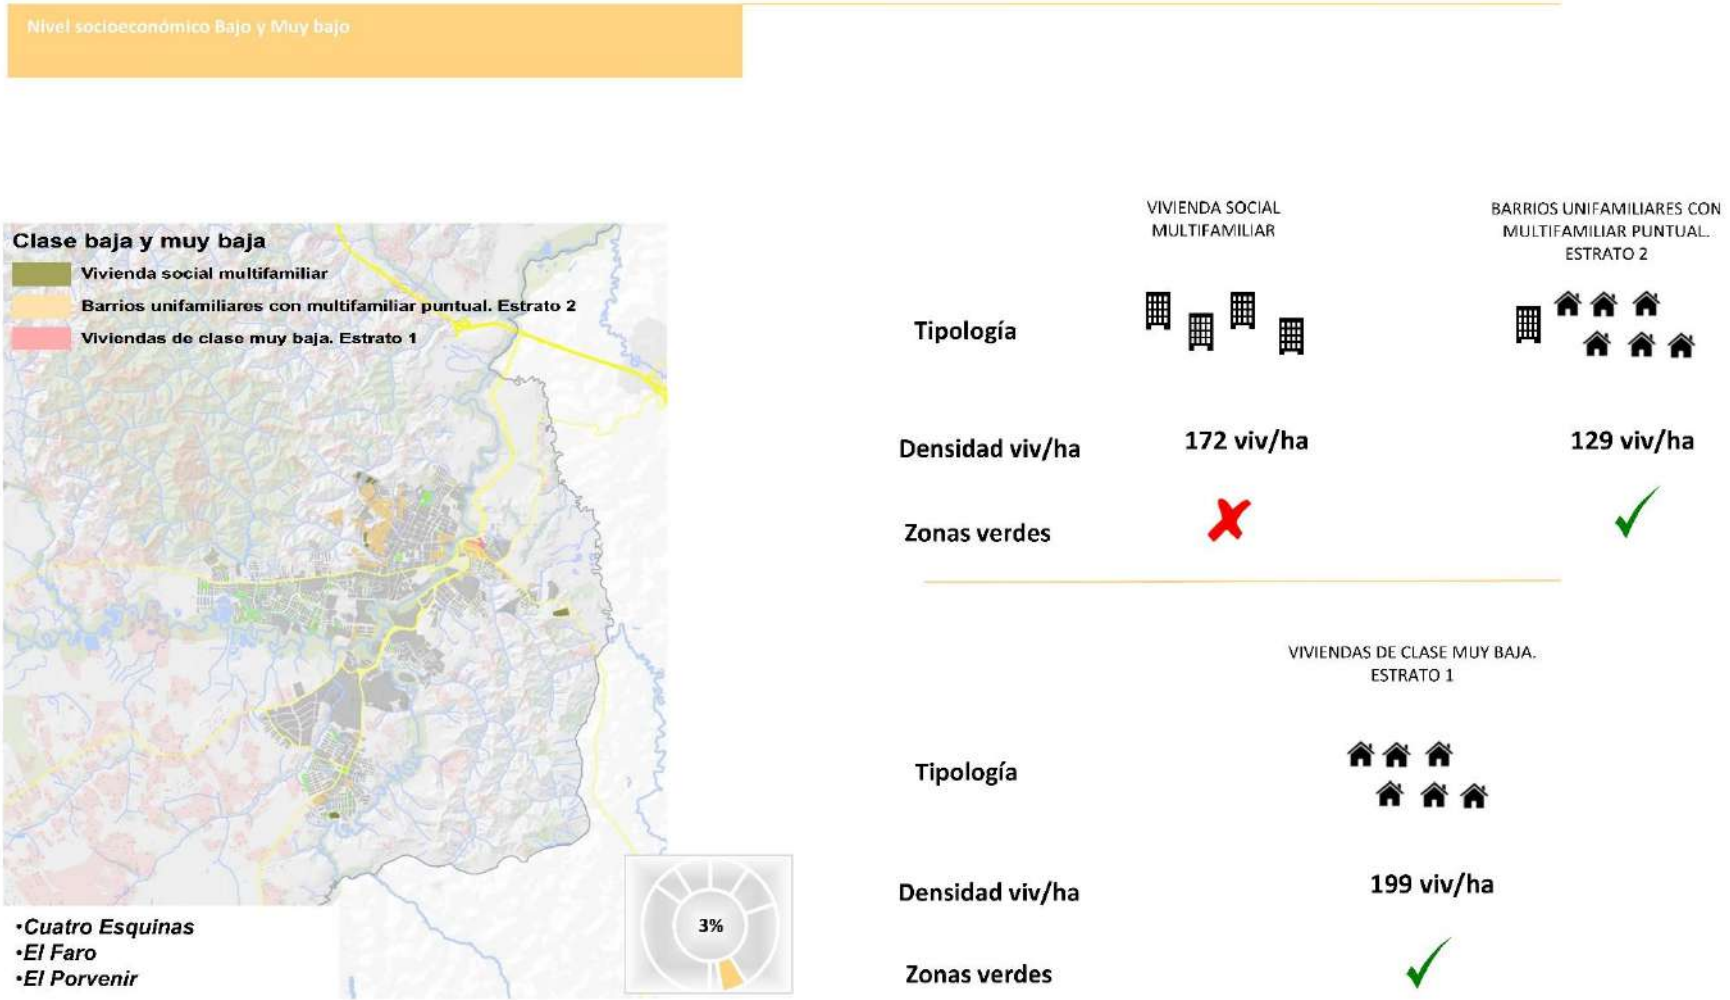 Nivel socioeconómico Bajo y Muy bajo
Clase baja y muy baja
Vivienda social multifamiliar
Barrios unifamiliares con multifamiliar puntual. Estrato 2
Viviendas de clase muy baja. Estrato 1
•Cuatro Esquinas
•El Faro
•El Porvenir
3%
VIVIENDA SOCIAL
MULTIFAMILIAR
BARRIOS UNIFAMILIARES CON
MULTIFAMILIAR PUNTUAL.
ESTRATO 2
Tipología
Densidad viv/ha
172 viv/ha
129 viv/ha
Zonas verdes
VIVIENDAS DE CLASE MUY BAJA.
ESTRATO 1
Tipología
Densidad viv/ha
199 viv/ha
Zonas verdes